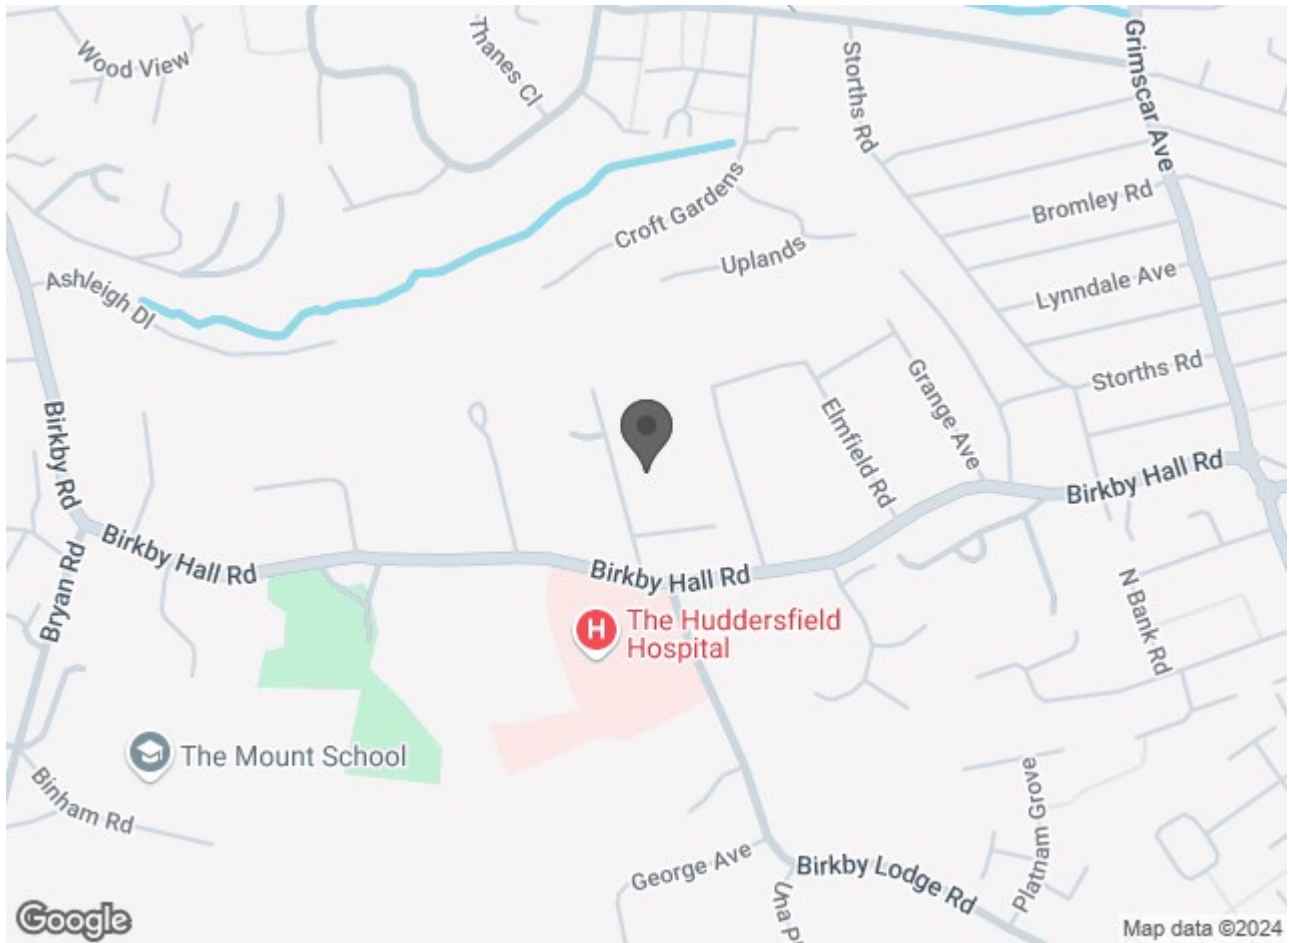 Wood View
Thanes Cl
Storths Rd
Grimscar Ave
Bromley Rd
Croft Gardens
Uplands
Lynndale Ave
Ashleigh Dl
Storths Rd
Grange Ave
Elmfield Rd
Birkby Rd
Birkby Hall Rd
Birkby Hall Rd
Birkby Hall Rd
Bryan Rd
N Bank Rd
H
The Huddersfield
Hospital
The Mount School
Binham Rd
Platnam Grove
George Ave
Birkby Lodge Rd
Una
Google
Map data ©2024